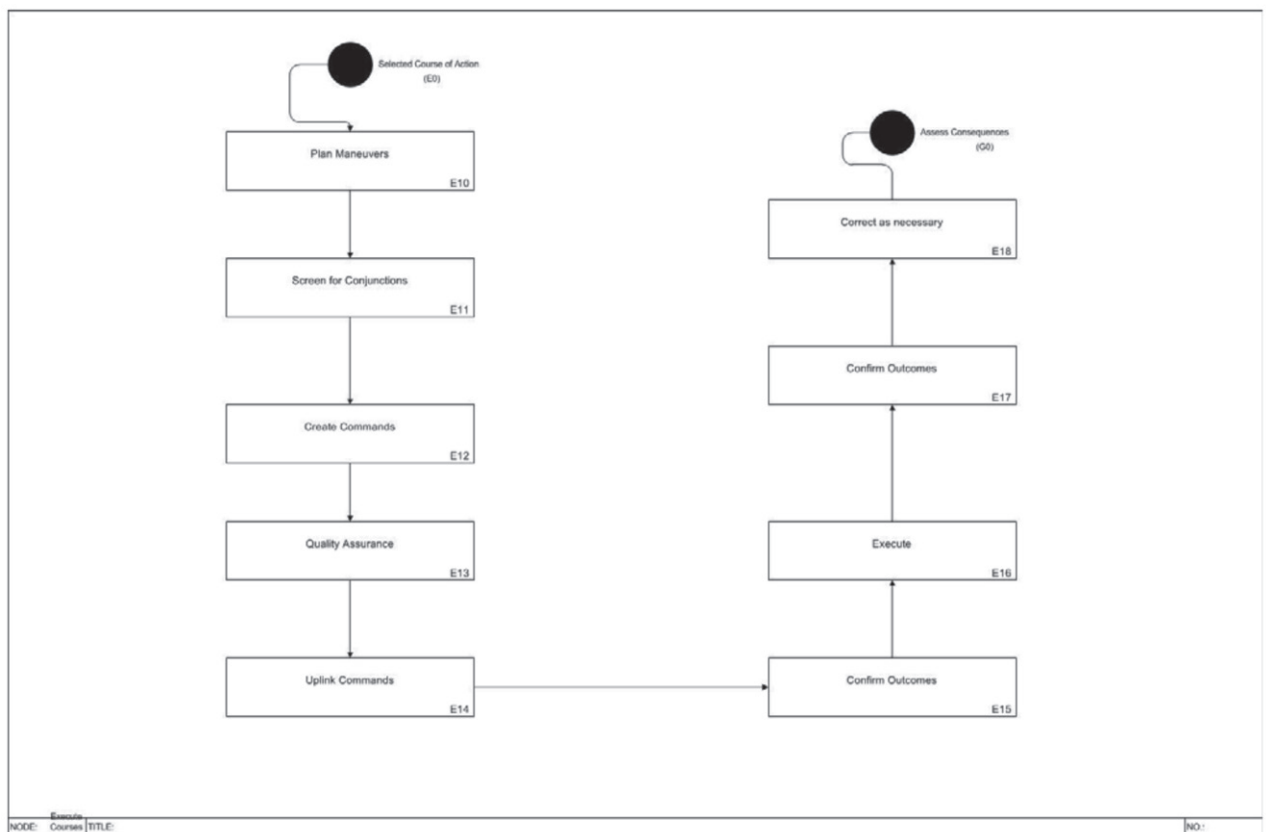 Selected Course of Action
(E0)
Plan Maneuvers
E10
Screen for Conjunctions
E11
Create Commands
E12
Quality Assurance
E13
Uplink Commands
E14
Assess Consequences
(G0)
Correct as necessary
E18
Confirm Outcomes
E17
Execute
E16
Confirm Outcomes
E15
NODE:
Execute
Courses
TITLE:
NO.: